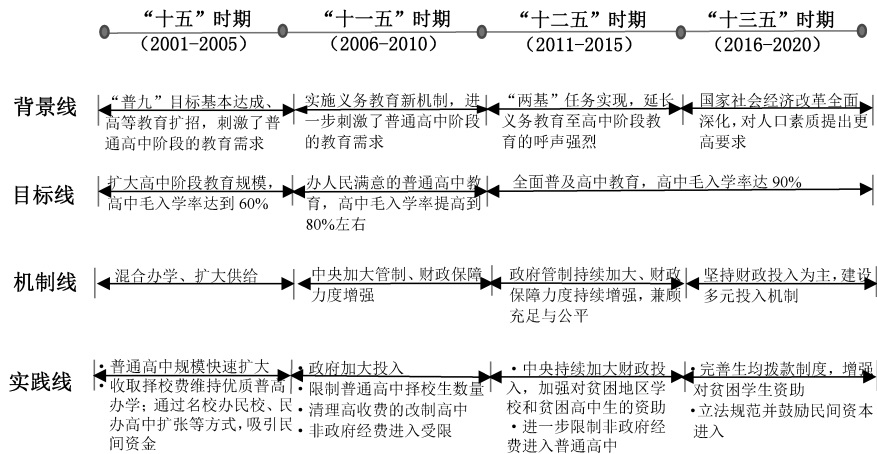 “十五”时期
(2001-2005)
“十一五”时期
(2006-2010)
“十二五”时期
(2011-2015)
“十三五”时期
(2016-2020)
背景线
“普九”目标基本达成、
高等教育扩招，刺激了普
通高中阶段的教育需求
实施义务教育新机制，进
一步刺激了普通高中阶段
的教育需求
“两基”任务实现，延长
义务教育至高中阶段教
育的呼声强烈
国家社会经济改革全面
深化，对人口素质提出更
高要求
目标线
扩大高中阶段教育规模，
高中毛入学率达到 60%
办人民满意的普通高中教
育，高中毛入学率提高到
80%左右
全面普及高中教育，高中毛入学率达 90%
机制线
混合办学、扩大供给
中央加大管制、财政保障
力度增强
政府管制持续加大、财政
保障力度持续增强，兼顾
充足与公平
坚持财政投入为主，建设
多元投入机制
实践线
• 普通高中规模快速扩大
• 收取择校费维持优质普高
办学；通过名校办民校、民
办高中扩张等方式，吸引民
间资金
• 政府加大投入
• 限制普通高中择校生数量
• 清理高收费的改制高中
• 非政府经费进入受限
• 中央持续加大财政投
入，加强对贫困地区学
校和贫困高中生的资助
• 进一步限制非政府经
费进入普通高中
• 完善生均拨款制度，增强
对贫困学生资助
• 立法规范并鼓励民间资本
进入